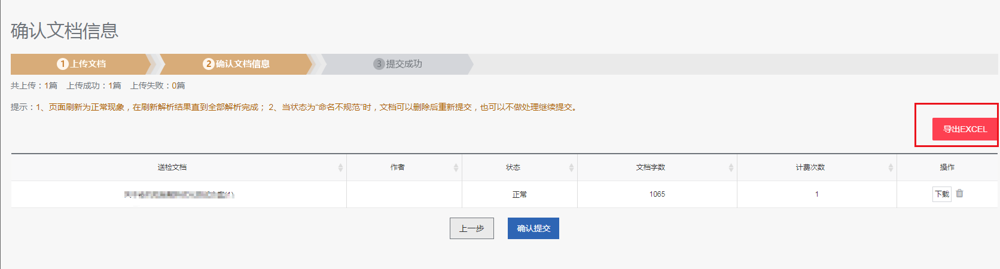 确认文档信息
1 上传文档 2 确认文档信息 3 提交成功
共上传：1篇 上传成功：1篇 上传失败：0篇
提示：1、页面刷新为正常现象，在刷新解析结果直到全部解析完成； 2、当状态为“命名不规范”时，文档可以删除后重新提交，也可以不做处理继续提交。
导出EXCEL
送检文档 作者 状态 文档字数 计费次数 操作
(1) 正常 1065 1 下载
上一步 确认提交